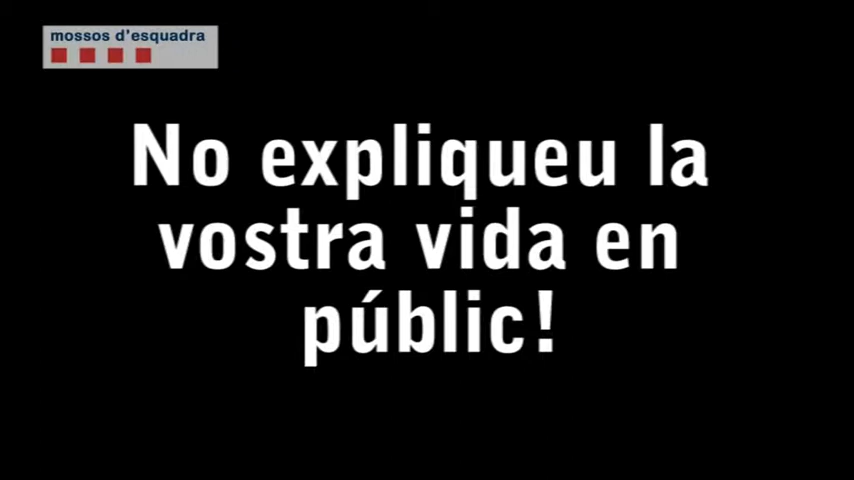 mossos d'esquadra
No expliqueu la
vostra vida en
públic!